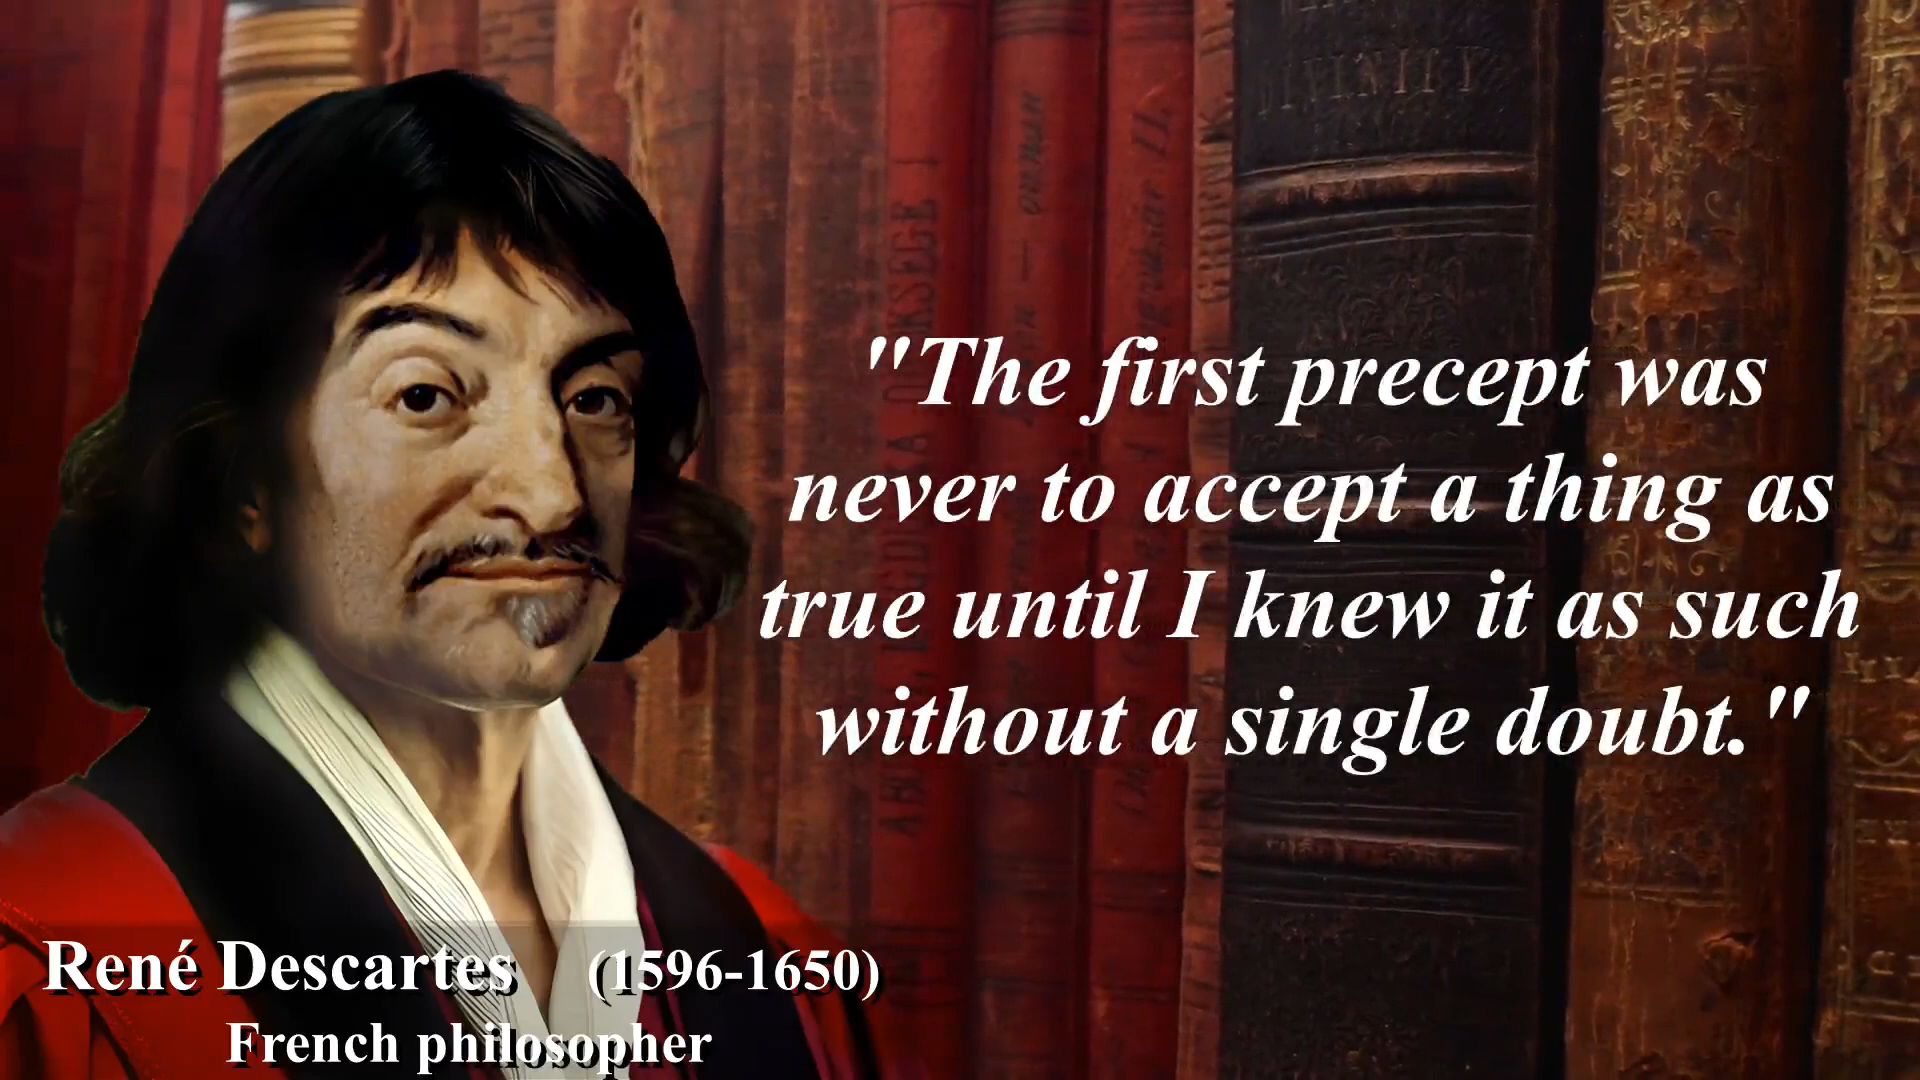 "The first precept was
never to accept a thing as
true until I knew it as such
without a single doubt."
René Descartes (1596-1650)
French philosopher